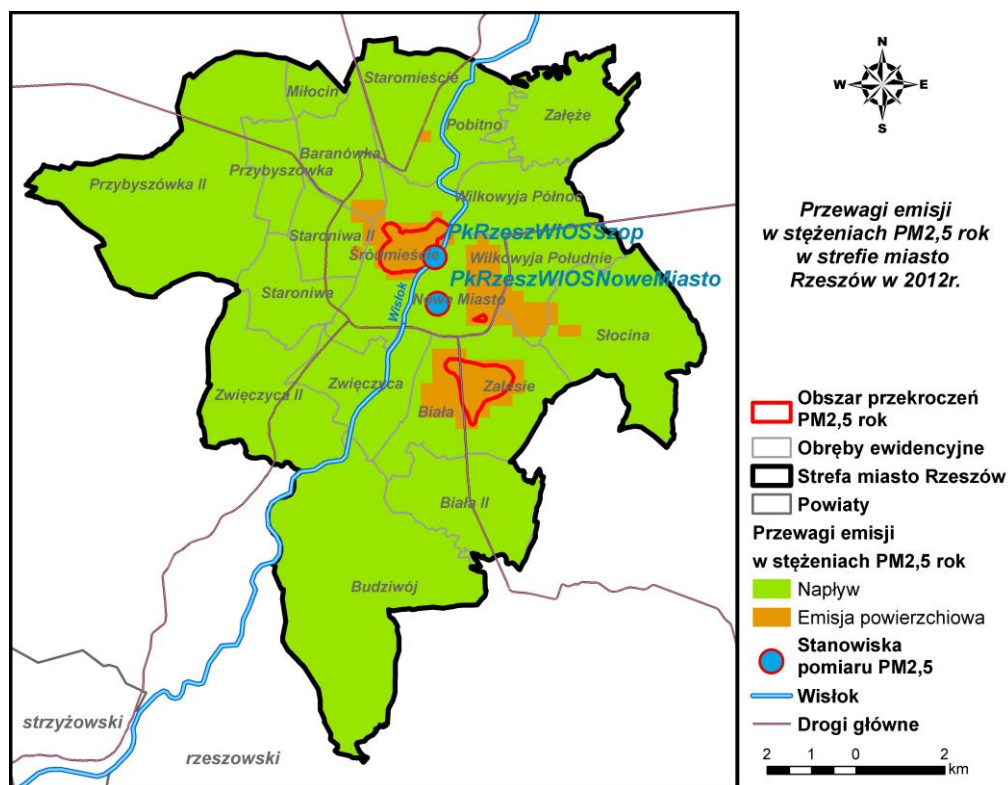 Staromieście
Miłocin
Załęże
Pobitno
Baranówka
Przybyszówka
Przybyszówka II
Wilkowyja Północ
Staroniwa II
PkRzeszWIOSSzop
Śródmieście
Wilkowyja Południe
PkRzeszWIOSNoweMiasto
Staroniwa
Nowe Miasto
Wisłok
Słocina
Zwięczyca
Zalesie
Zwięczyca II
Biała
Biała II
Budziwój
strzyżowski
rzeszowski
N
W
E
S
Przewagi emisji
w stężeniach PM2,5 rok
w strefie miasto
Rzeszów w 2012r.
Obszar przekroczeń
PM2,5 rok
Obręby ewidencyjne
Strefa miasto Rzeszów
Powiaty
Przewagi emisji
w stężeniach PM2,5 rok
Napływ
Emisja powierzchiowa
Stanowiska
pomiaru PM2,5
Wisłok
Drogi główne
2 1 0 2
km